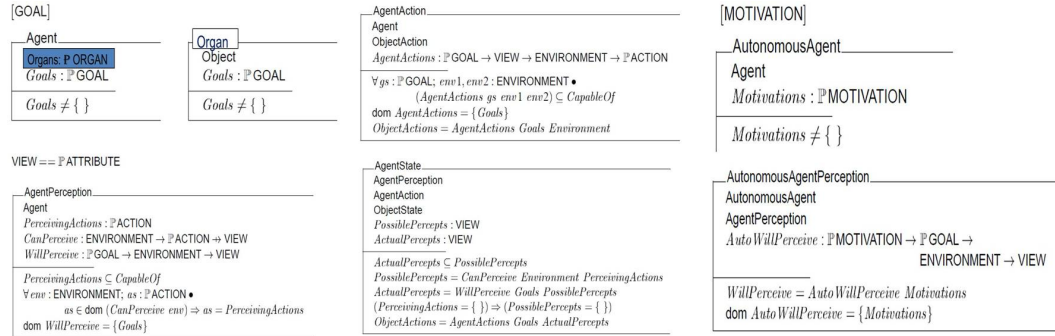 [GOAL]
Agent
Organs: ℙ ORGAN
Goals : ℙ GOAL
Goals ≠ { }
Organ
Object
Goals : ℙ GOAL
Goals ≠ { }
VIEW == ℙ ATTRIBUTE
AgentPerception
Agent
PerceivingActions : ℙ ACTION
CanPerceive : ENVIRONMENT → ℙ ACTION ⇸ VIEW
WillPerceive : ℙ GOAL → ENVIRONMENT → VIEW
PerceivingActions ⊆ CapableOf
∀ env : ENVIRONMENT; as : ℙ ACTION •
as ∈ dom (CanPerceive env) ⇒ as = PerceivingActions
dom WillPerceive = {Goals}
AgentAction
Agent
ObjectAction
AgentActions : ℙ GOAL → VIEW → ENVIRONMENT → ℙ ACTION
∀ gs : ℙ GOAL; env1, env2 : ENVIRONMENT •
(AgentActions gs env1 env2) ⊆ CapableOf
dom AgentActions = {Goals}
ObjectActions = AgentActions Goals Environment
AgentState
AgentPerception
AgentAction
ObjectState
PossiblePercepts : VIEW
ActualPercepts : VIEW
ActualPercepts ⊆ PossiblePercepts
PossiblePercepts = CanPerceive Environment PerceivingActions
ActualPercepts = WillPerceive Goals PossiblePercepts
(PerceivingActions = { }) ⇒ (PossiblePercepts = { })
ObjectActions = AgentActions Goals ActualPercepts
[MOTIVATION]
AutonomousAgent
Agent
Motivations : ℙ MOTIVATION
Motivations ≠ { }
AutonomousAgentPerception
AutonomousAgent
AgentPerception
AutoWillPerceive : ℙ MOTIVATION → ℙ GOAL →
ENVIRONMENT → VIEW
WillPerceive = AutoWillPerceive Motivations
dom AutoWillPerceive = {Motivations}